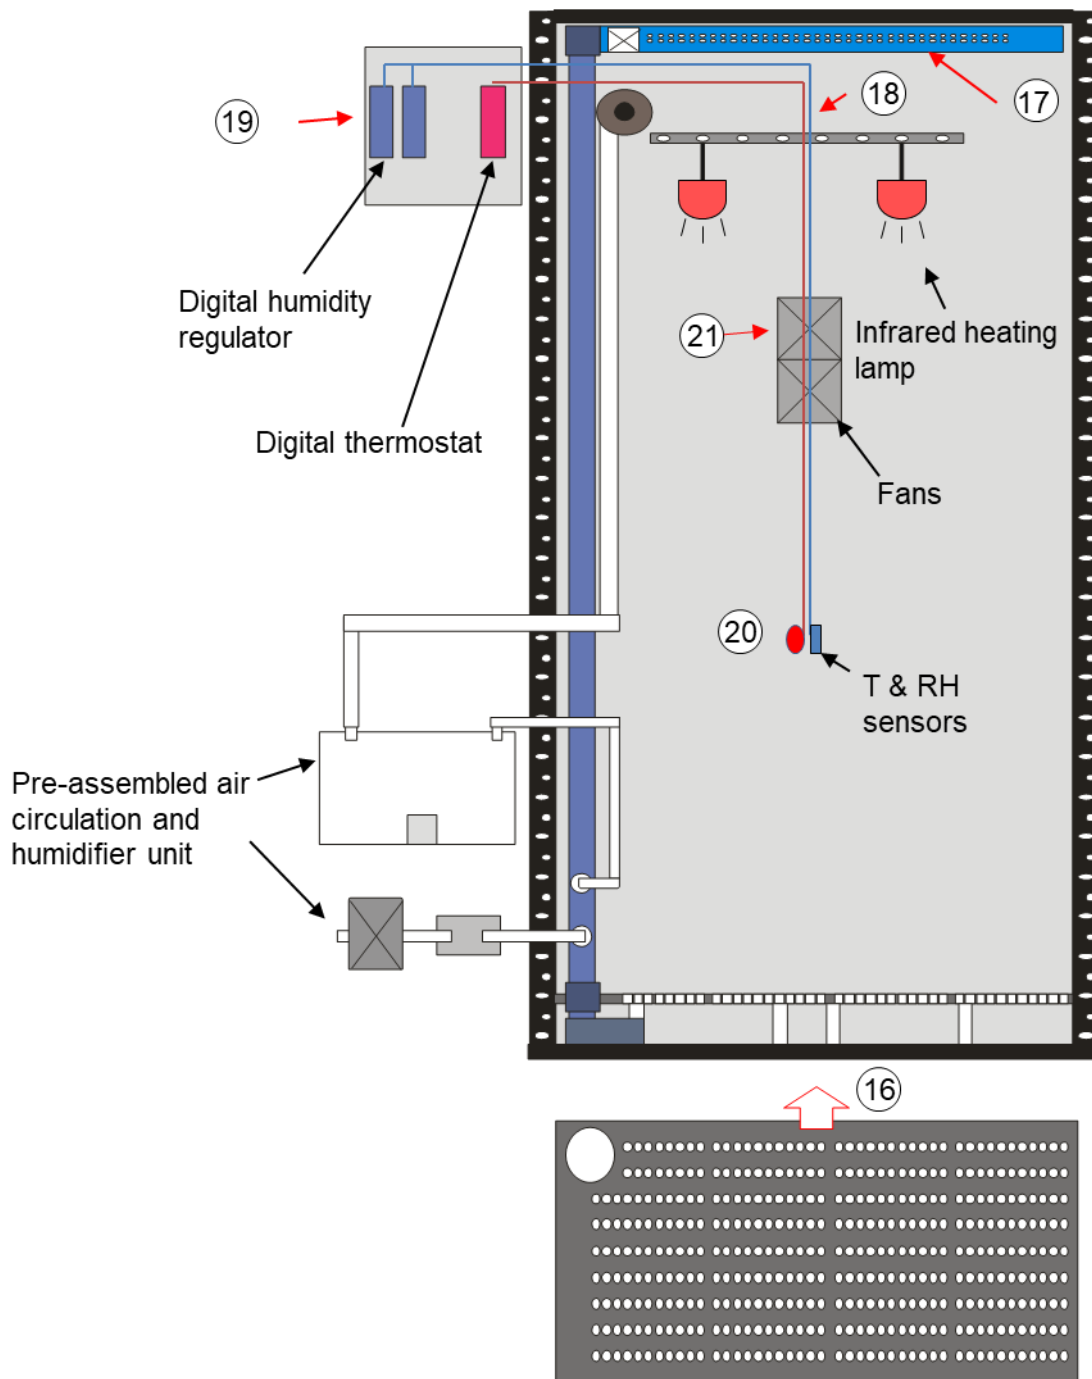 18
17
19
Digital humidity
regulator
21
Infrared heating
lamp
Digital thermostat
Fans
20
T & RH
sensors
Pre-assembled air
circulation and
humidifier unit
16